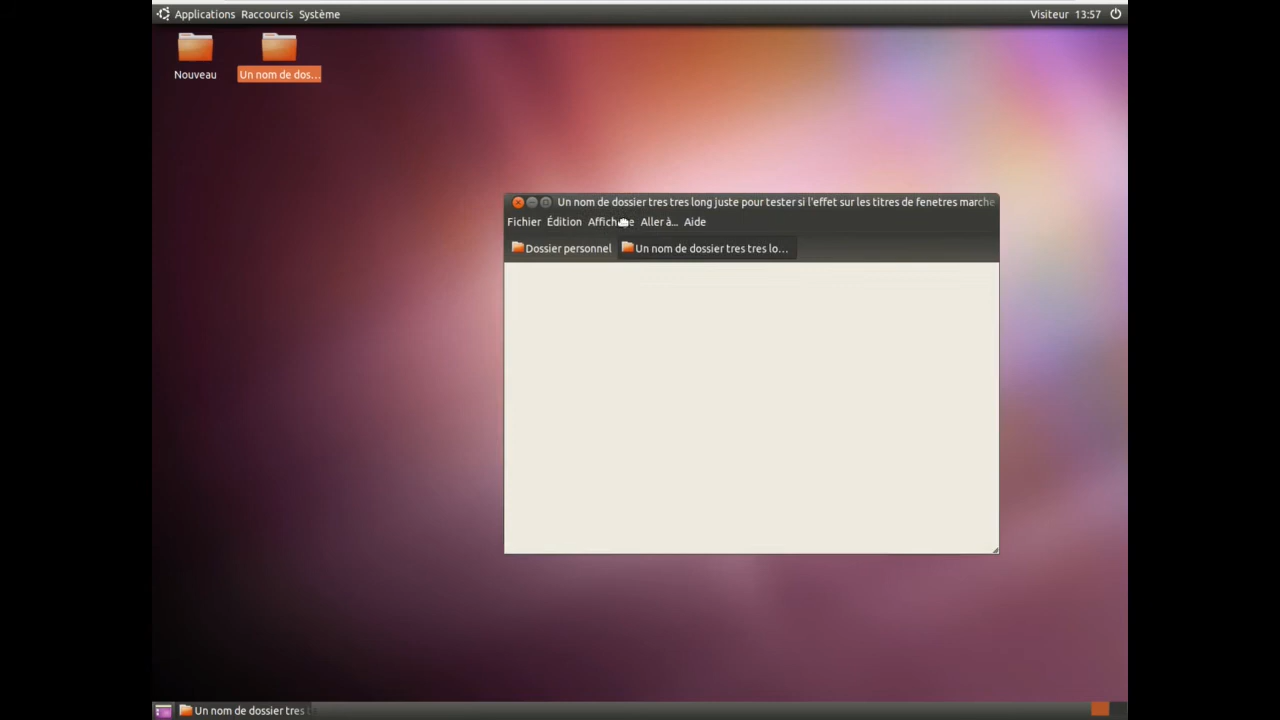 Applications Raccourcis Système
Visiteur 13:57
Nouveau
Un nom de dos...
Un nom de dossier tres tres long juste pour tester si l'effet sur les titres de fenetres marche
Fichier Édition Aller à... Aide
Dossier personnel
Un nom de dossier tres tres lo...
Un nom de dossier tres